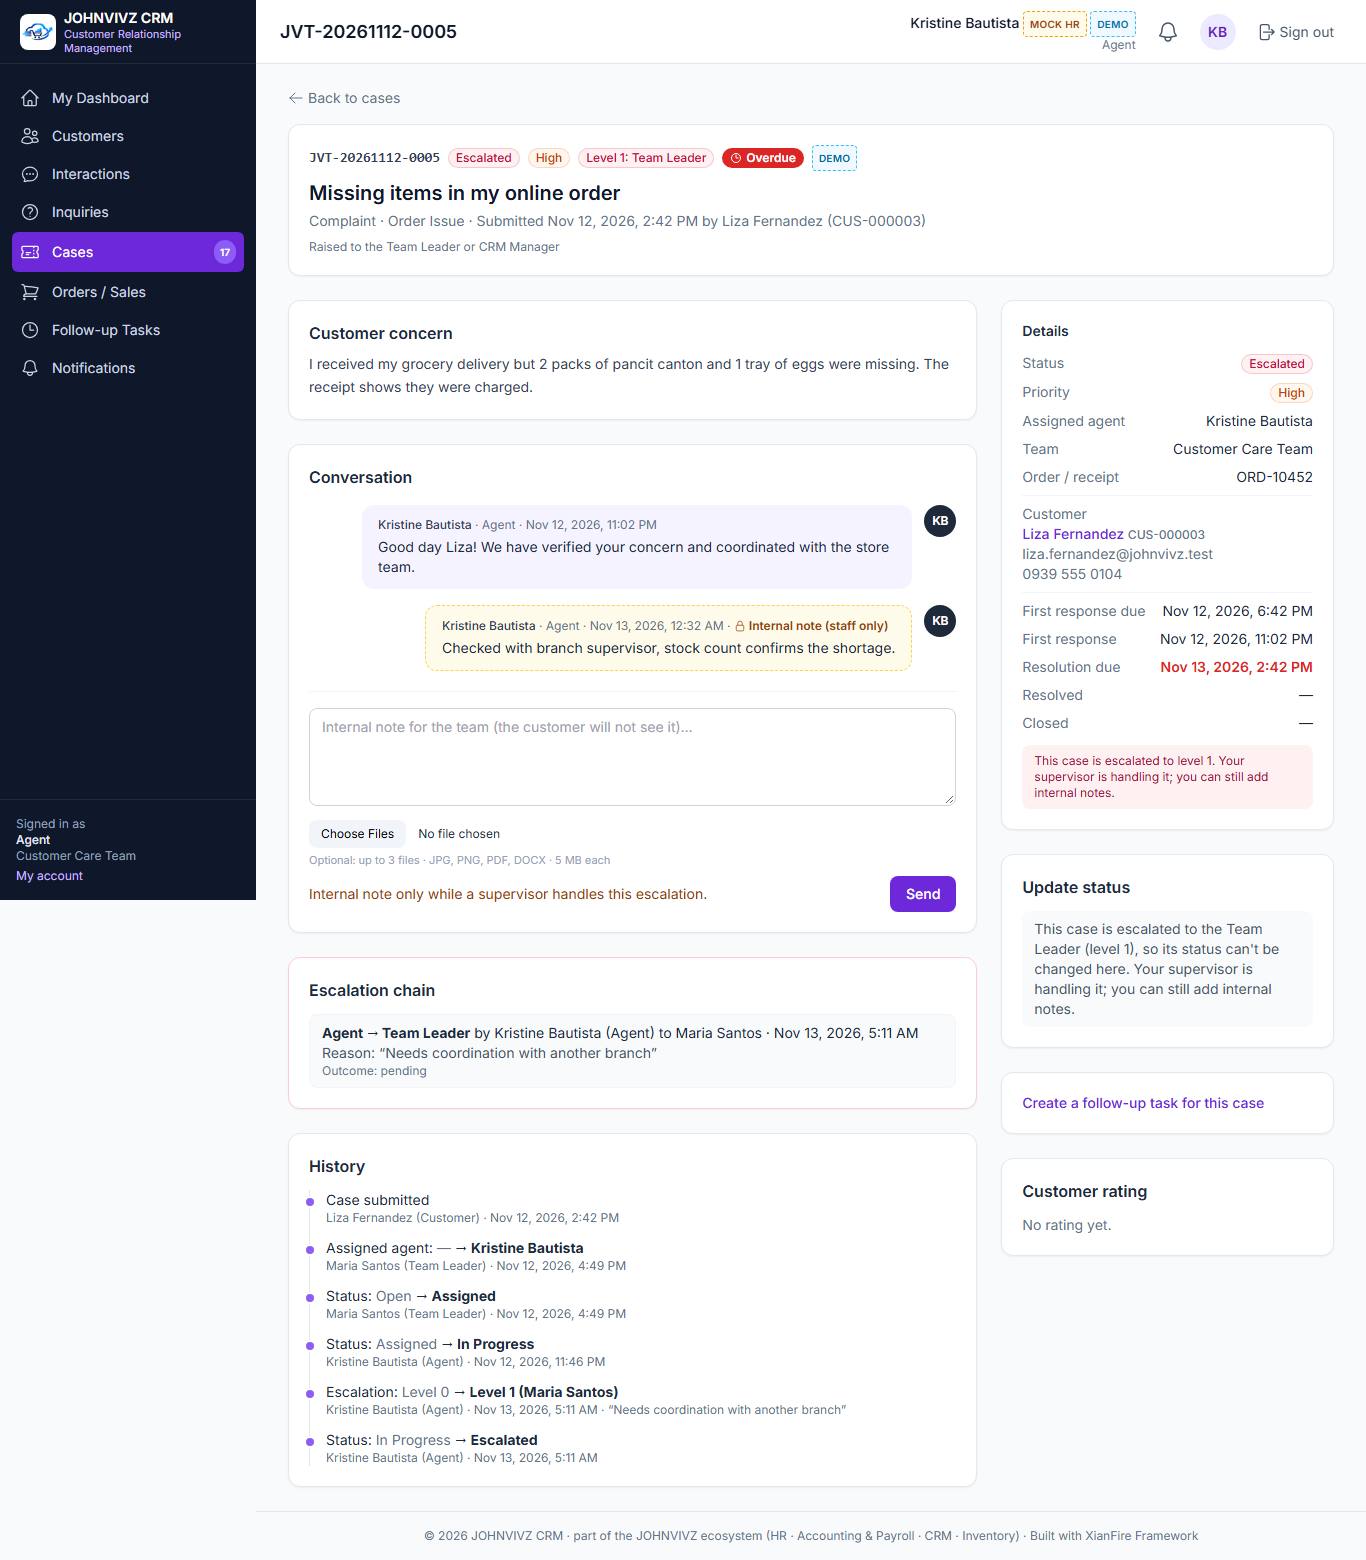 JOHNVIVZ CRM
Customer Relationship
Management
My Dashboard
Customers
Interactions
Inquiries
Cases 17
Orders / Sales
Follow-up Tasks
Notifications
Signed in as
Agent
Customer Care Team
My account
JVT-20261112-0005
Kristine Bautista MOCK HR DEMO
Agent
KB
Sign out
← Back to cases
JVT-20261112-0005 Escalated High Level 1: Team Leader Overdue DEMO
Missing items in my online order
Complaint · Order Issue · Submitted Nov 12, 2026, 2:42 PM by Liza Fernandez (CUS-000003)
Raised to the Team Leader or CRM Manager
Customer concern
I received my grocery delivery but 2 packs of pancit canton and 1 tray of eggs were missing. The
receipt shows they were charged.
Conversation
Kristine Bautista · Agent · Nov 12, 2026, 11:02 PM
Good day Liza! We have verified your concern and coordinated with the store
team.
KB
Kristine Bautista · Agent · Nov 13, 2026, 12:32 AM · Internal note (staff only)
Checked with branch supervisor, stock count confirms the shortage.
KB
Internal note for the team (the customer will not see it)...
Choose Files No file chosen
Optional: up to 3 files · JPG, PNG, PDF, DOCX · 5 MB each
Internal note only while a supervisor handles this escalation.
Send
Escalation chain
Agent → Team Leader by Kristine Bautista (Agent) to Maria Santos · Nov 13, 2026, 5:11 AM
Reason: “Needs coordination with another branch”
Outcome: pending
History
Case submitted
Liza Fernandez (Customer) · Nov 12, 2026, 2:42 PM
Assigned agent: — → Kristine Bautista
Maria Santos (Team Leader) · Nov 12, 2026, 4:49 PM
Status: Open → Assigned
Maria Santos (Team Leader) · Nov 12, 2026, 4:49 PM
Status: Assigned → In Progress
Kristine Bautista (Agent) · Nov 12, 2026, 11:46 PM
Escalation: Level 0 → Level 1 (Maria Santos)
Kristine Bautista (Agent) · Nov 13, 2026, 5:11 AM · “Needs coordination with another branch”
Status: In Progress → Escalated
Kristine Bautista (Agent) · Nov 13, 2026, 5:11 AM
Details
Status Escalated
Priority High
Assigned agent Kristine Bautista
Team Customer Care Team
Order / receipt ORD-10452
Customer
Liza Fernandez CUS-000003
liza.fernandez@johnvivz.test
0939 555 0104
First response due Nov 12, 2026, 6:42 PM
First response Nov 12, 2026, 11:02 PM
Resolution due Nov 13, 2026, 2:42 PM
Resolved —
Closed —
This case is escalated to level 1. Your
supervisor is handling it; you can still add
internal notes.
Update status
This case is escalated to the Team
Leader (level 1), so its status can't be
changed here. Your supervisor is
handling it; you can still add internal
notes.
Create a follow-up task for this case
Customer rating
No rating yet.
© 2026 JOHNVIVZ CRM · part of the JOHNVIVZ ecosystem (HR · Accounting & Payroll · CRM · Inventory) · Built with XianFire Framework